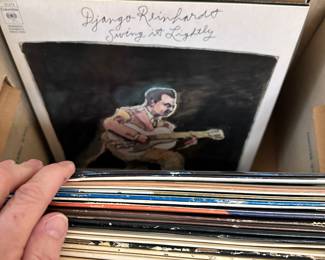 Django Reinhardt
Swing it Lightly